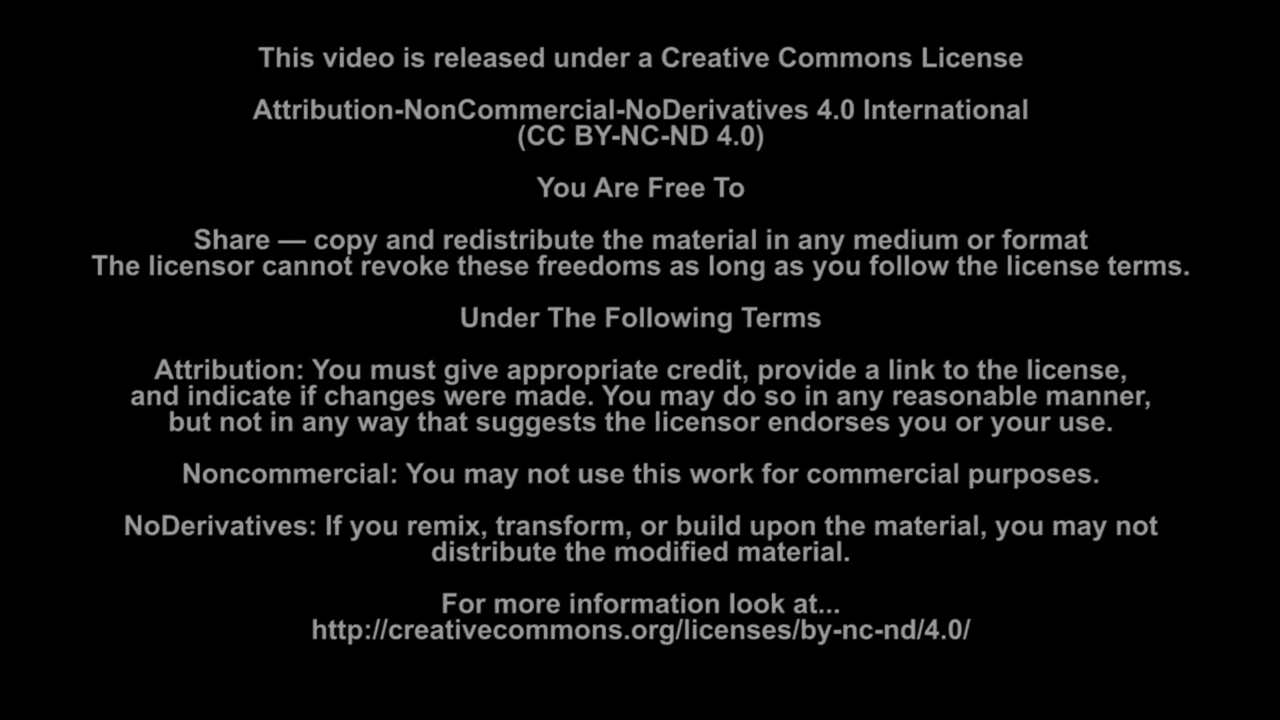 This video is released under a Creative Commons License
Attribution-NonCommercial-NoDerivatives 4.0 International
(CC BY-NC-ND 4.0)
You Are Free To
Share — copy and redistribute the material in any medium or format
The licensor cannot revoke these freedoms as long as you follow the license terms.
Under The Following Terms
Attribution: You must give appropriate credit, provide a link to the license,
and indicate if changes were made. You may do so in any reasonable manner,
but not in any way that suggests the licensor endorses you or your use.
Noncommercial: You may not use this work for commercial purposes.
NoDerivatives: If you remix, transform, or build upon the material, you may not
distribute the modified material.
For more information look at...
http://creativecommons.org/licenses/by-nc-nd/4.0/